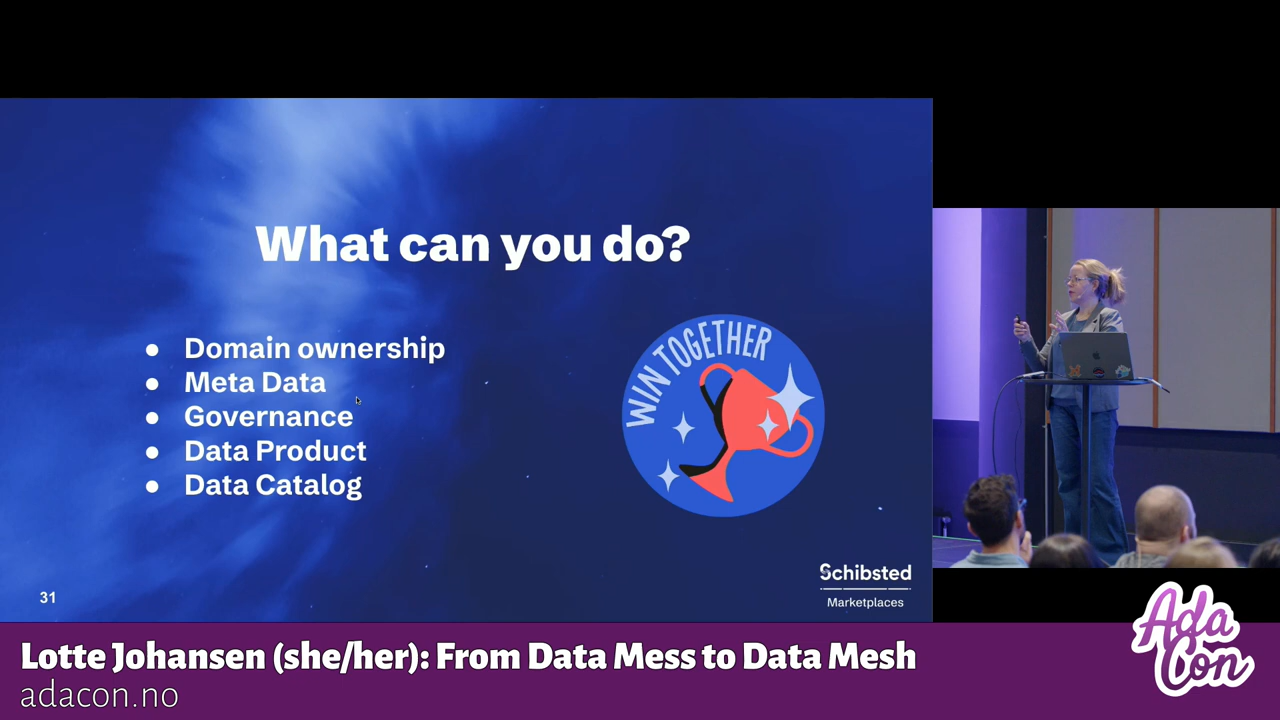 What can you do?
● Domain ownership
● Meta Data
● Governance
● Data Product
● Data Catalog
WIN TOGETHER
Schibsted
Marketplaces
31
Lotte Johansen (she/her): From Data Mess to Data Mesh
adacon.no
Ada
Con